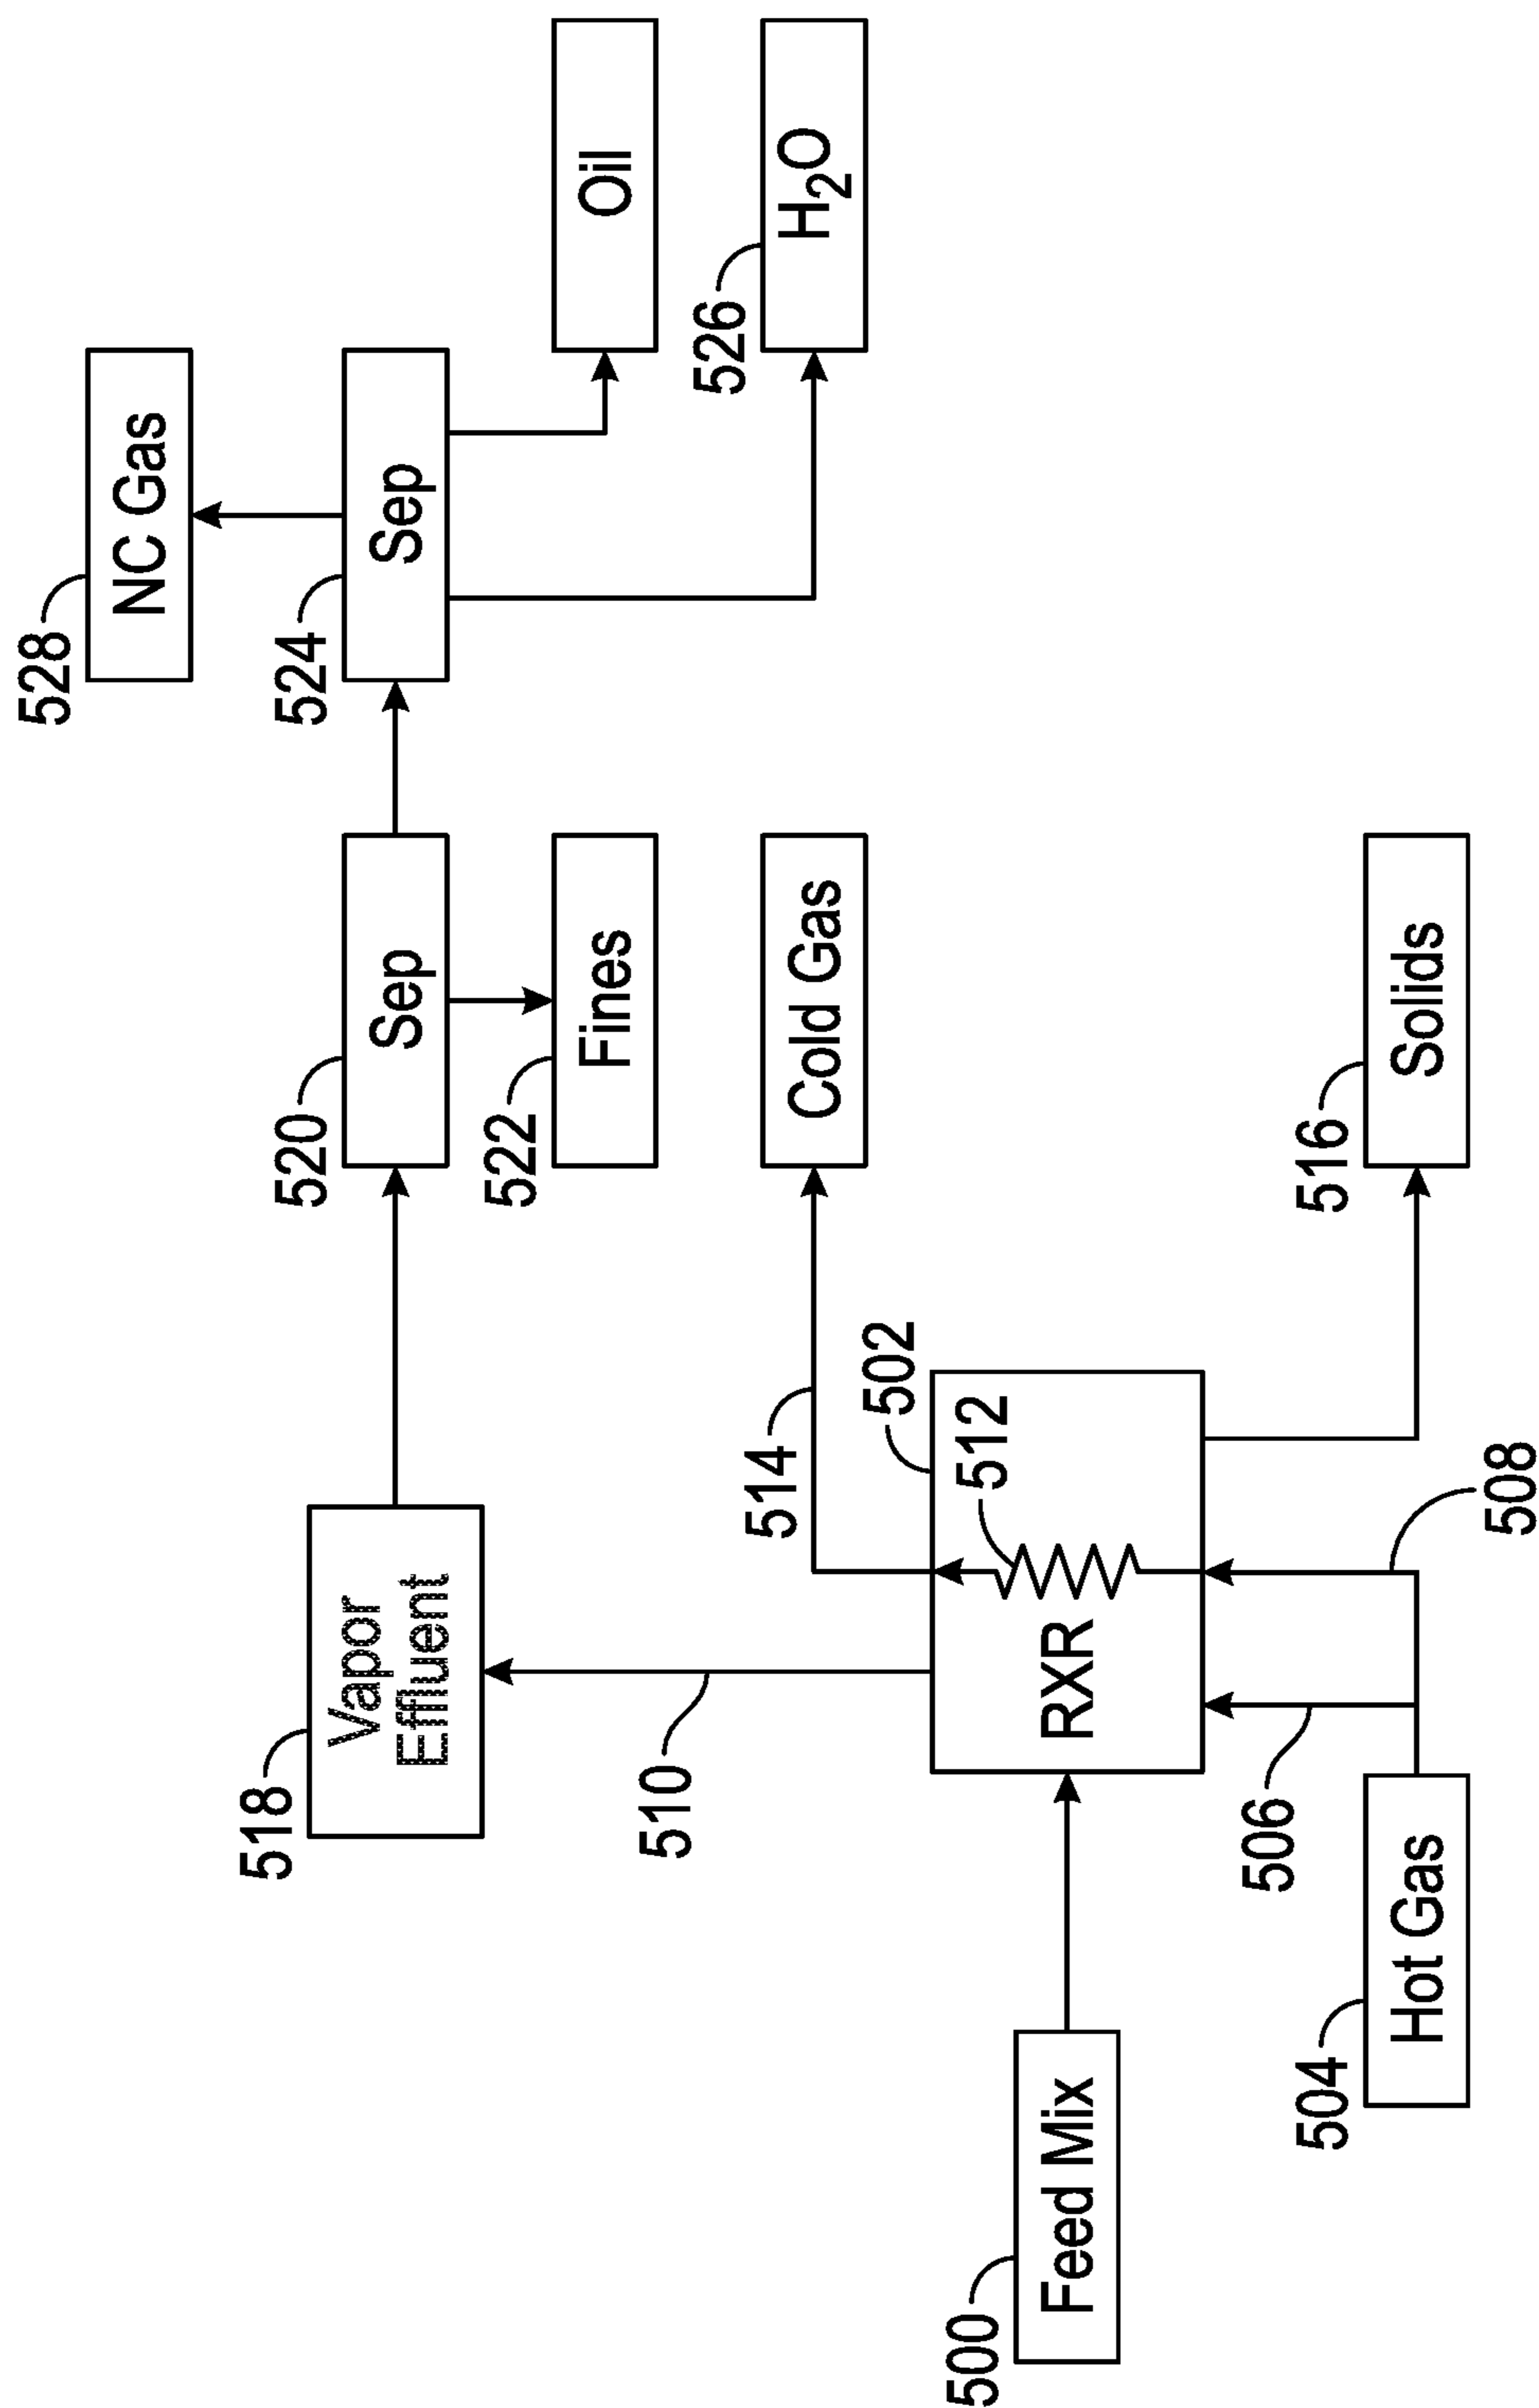 528
NC Gas
518
Vapor
Effluent
520
Sep
524
Sep
522
Fines
Oil
510
514
Cold Gas
526
H₂O
502
512
RXR
500
Feed Mix
506
504
Hot Gas
516
Solids
508